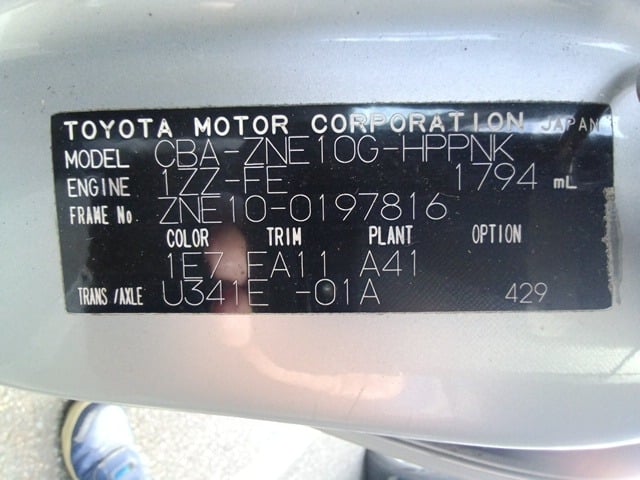 TOYOTA MOTOR CORPORATION JAPAN
MODEL CBA-ZNE10G-HPPNK
ENGINE 1ZZ-FE 1794 mL
FRAME No ZNE10-0197816
COLOR TRIM PLANT OPTION
1E7 EA11 A41
TRANS/AXLE U341E -01A 429